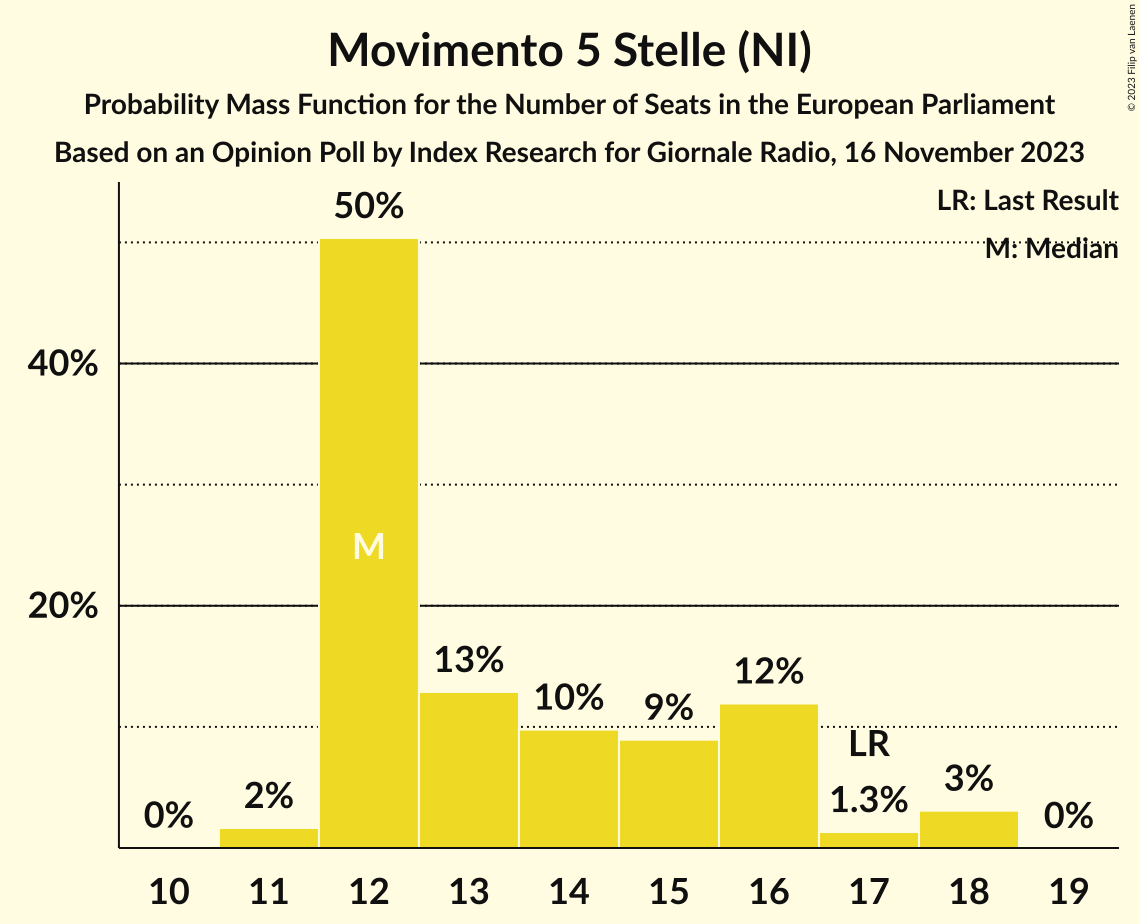 © 2023 Filip van Laenen
Movimento 5 Stelle (NI)
Probability Mass Function for the Number of Seats in the European Parliament
Based on an Opinion Poll by Index Research for Giornale Radio, 16 November 2023
LR: Last Result
M: Median
50%
40%
20%
M
0%
2%
13%
10%
9%
12%
LR
1.3%
3%
0%
10 11 12 13 14 15 16 17 18 19